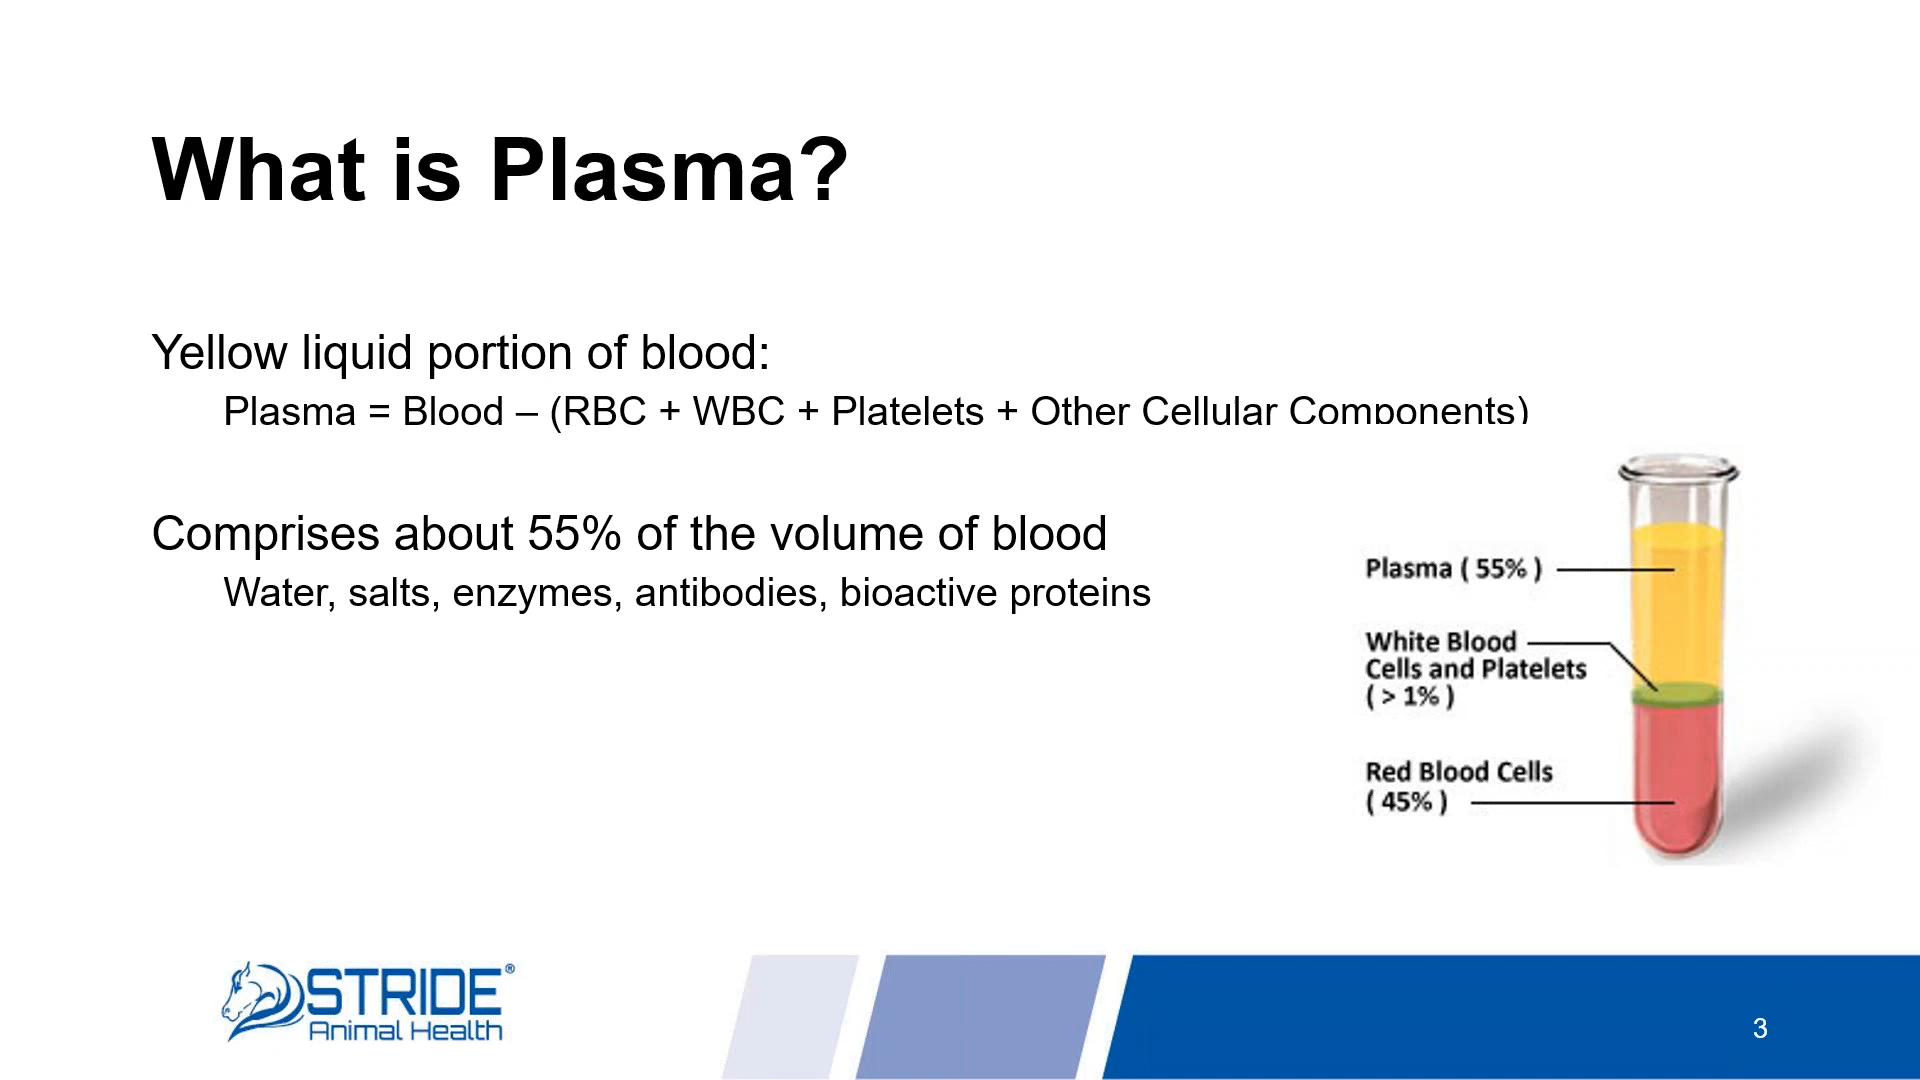 What is Plasma?
Yellow liquid portion of blood:
Plasma = Blood – (RBC + WBC + Platelets + Other Cellular Components)
Comprises about 55% of the volume of blood
Water, salts, enzymes, antibodies, bioactive proteins
Plasma ( 55% )
White Blood
Cells and Platelets
( > 1% )
Red Blood Cells
( 45% )
STRIDE®
Animal Health
3